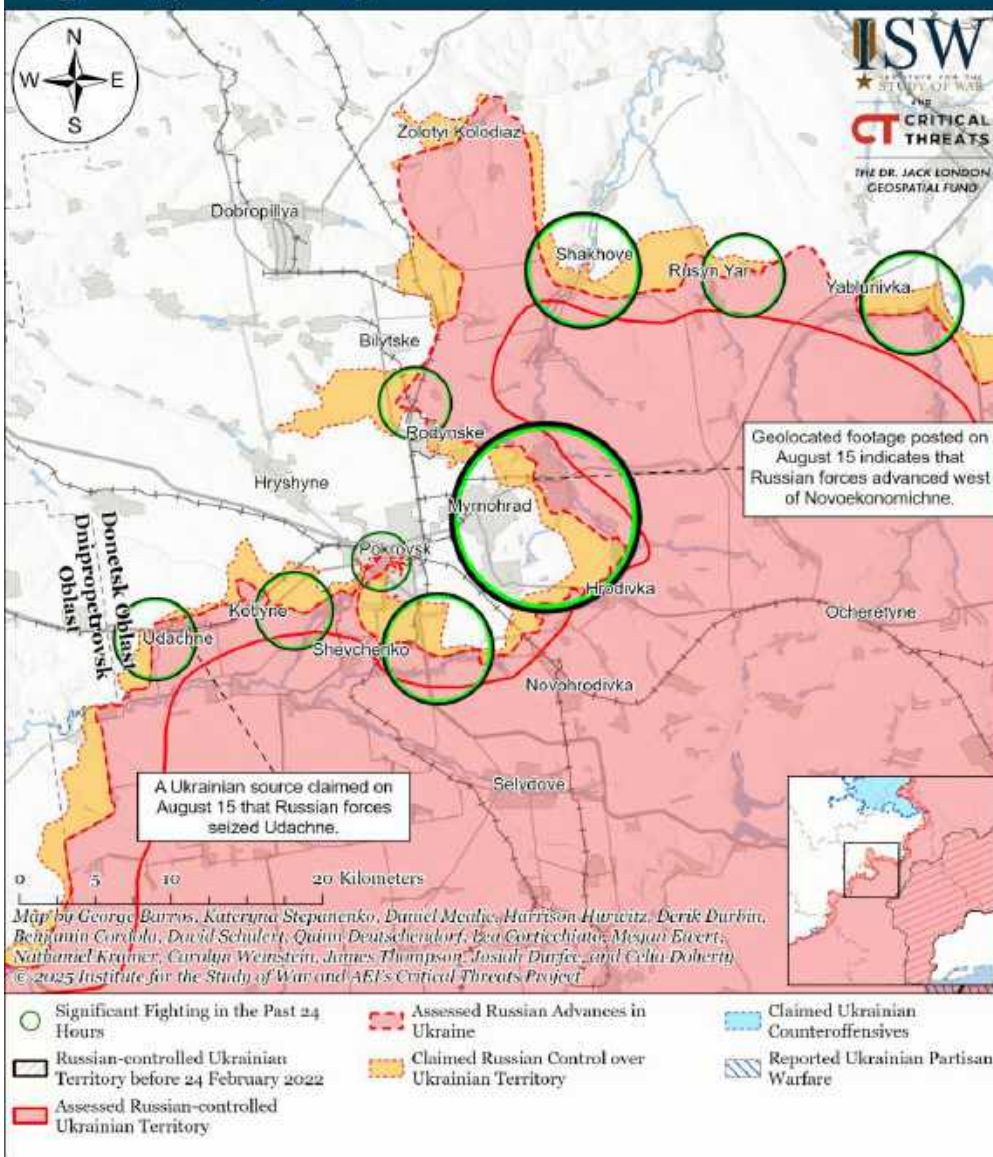 N
W E
S
ISW
INSTITUTE FOR THE
STUDY OF WAR
AND
CT CRITICAL
THREATS
THE DR. JACK LONDON
GEOSPATIAL FUND
Zolotyi Kolodiaz
Dobropillya
Shakhove
Rusyn Yar
Yablunivka
Bilytske
Rodynske
Geolocated footage posted on
August 15 indicates that
Russian forces advanced west
of Novoekonomichne.
Hryshyne
Myrnohrad
Pokrovsk
Donetsk Oblast
Dnipropetrovsk
Oblast
Hrodivka
Kotlyne
Ocheretyne
Udachne
Shevchenko
Novohrodivka
Selydove
A Ukrainian source claimed on
August 15 that Russian forces
seized Udachne.
0 5 10 20 Kilometers
Map by George Barros, Kateryna Stepanenko, Daniel Mealie, Harrison Hurwitz, Derik Durbin,
Benjamin Cordola, David Schulert, Quinn Deutschendorf, Lea Corticchiato, Megan Ewert,
Nathaniel Kramer, Carolyn Weinstein, James Thompson, Josiah Durfee, and Celia Doherty
© 2025 Institute for the Study of War and AEI's Critical Threats Project
Significant Fighting in the Past 24
Hours
Russian-controlled Ukrainian
Territory before 24 February 2022
Assessed Russian-controlled
Ukrainian Territory
Assessed Russian Advances in
Ukraine
Claimed Russian Control over
Ukrainian Territory
Claimed Ukrainian
Counteroffensives
Reported Ukrainian Partisan
Warfare